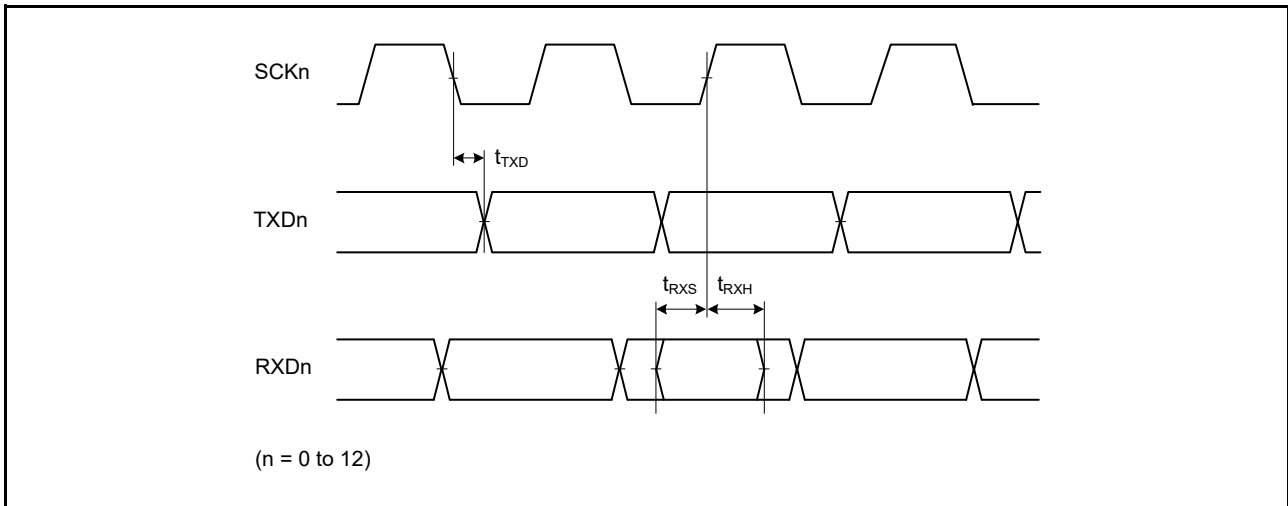 SCKn
tTXD
TXDn
tRXS tRXH
RXDn
(n = 0 to 12)